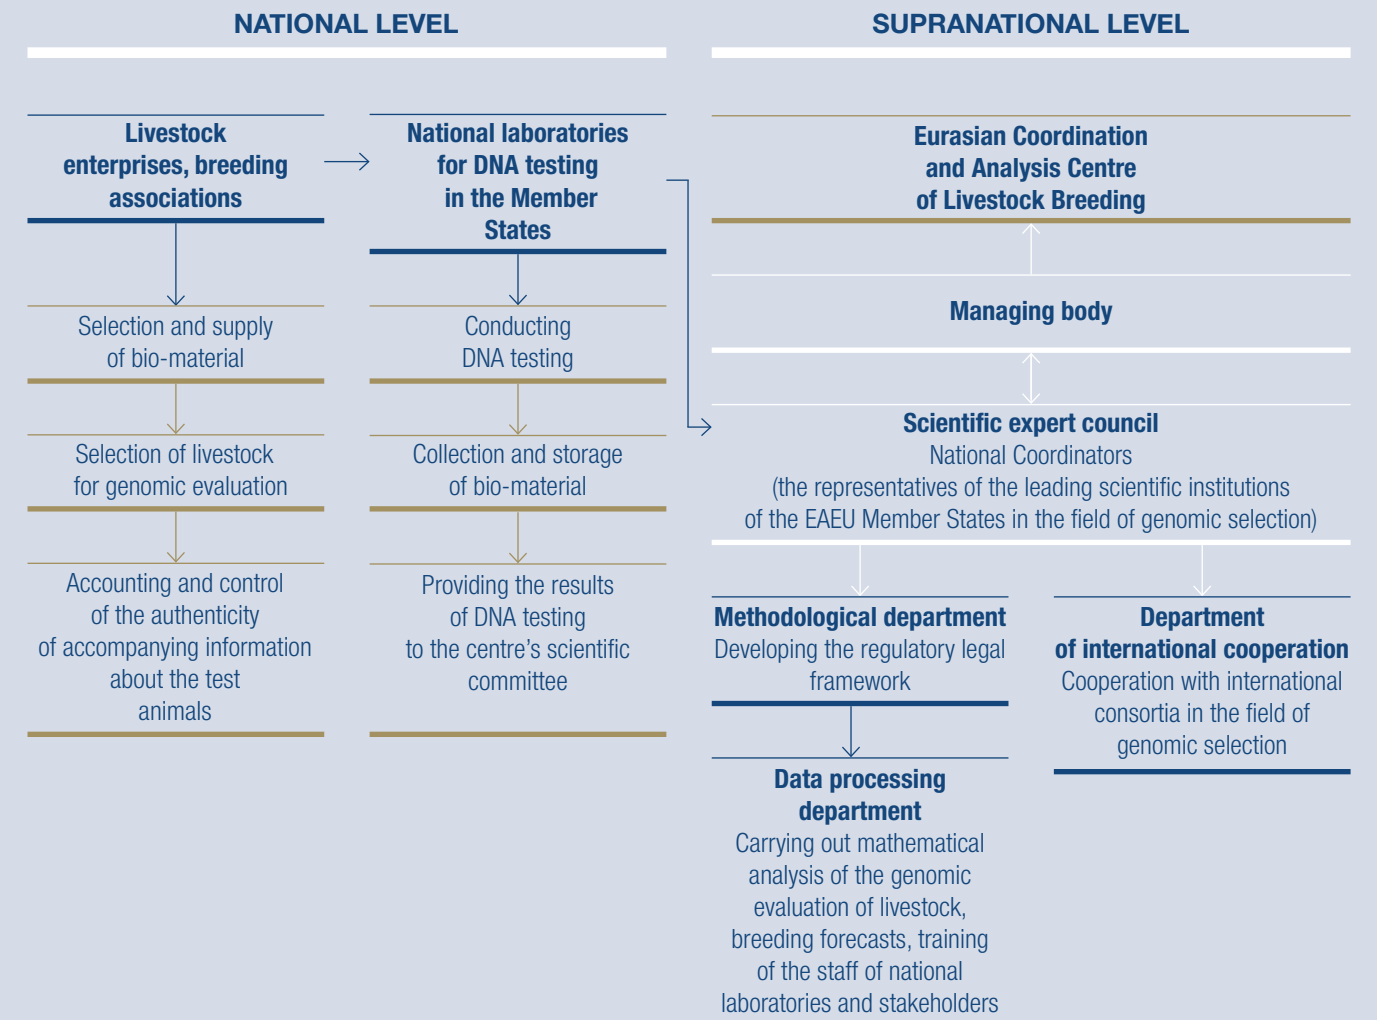 NATIONAL LEVEL
Livestock
enterprises, breeding
associations
Selection and supply
of bio-material
Selection of livestock
for genomic evaluation
Accounting and control
of the authenticity
of accompanying information
about the test
animals
National laboratories
for DNA testing
in the Member
States
Conducting
DNA testing
Collection and storage
of bio-material
Providing the results
of DNA testing
to the centre's scientific
committee
SUPRANATIONAL LEVEL
Eurasian Coordination
and Analysis Centre
of Livestock Breeding
Managing body
Scientific expert council
National Coordinators
(the representatives of the leading scientific institutions
of the EAEU Member States in the field of genomic selection)
Methodological department
Developing the regulatory legal
framework
Data processing
department
Carrying out mathematical
analysis of the genomic
evaluation of livestock,
breeding forecasts, training
of the staff of national
laboratories and stakeholders
Department
of international cooperation
Cooperation with international
consortia in the field of
genomic selection